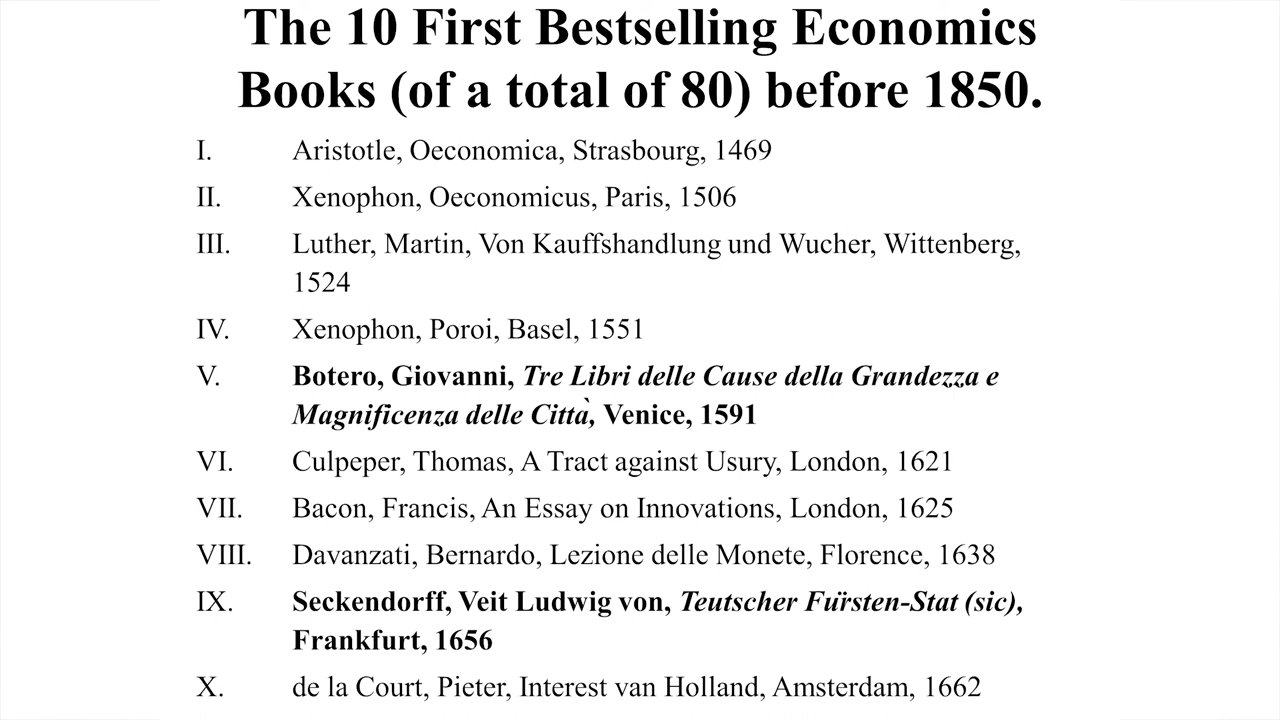 The 10 First Bestselling Economics
Books (of a total of 80) before 1850.
I. Aristotle, Oeconomica, Strasbourg, 1469
II. Xenophon, Oeconomicus, Paris, 1506
III. Luther, Martin, Von Kauffshandlung und Wucher, Wittenberg,
1524
IV. Xenophon, Poroi, Basel, 1551
V. Botero, Giovanni, Tre Libri delle Cause della Grandezza e
Magnificenza delle Città, Venice, 1591
VI. Culpeper, Thomas, A Tract against Usury, London, 1621
VII. Bacon, Francis, An Essay on Innovations, London, 1625
VIII. Davanzati, Bernardo, Lezione delle Monete, Florence, 1638
IX. Seckendorff, Veit Ludwig von, Teutscher Fürsten-Stat (sic),
Frankfurt, 1656
X. de la Court, Pieter, Interest van Holland, Amsterdam, 1662